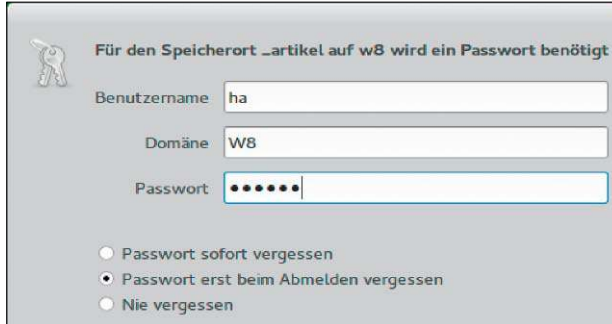 Für den Speicherort _artikel auf w8 wird ein Passwort benötigt
Benutzername ha
Domäne W8
Passwort ●●●●●●
Passwort sofort vergessen
Passwort erst beim Abmelden vergessen
Nie vergessen